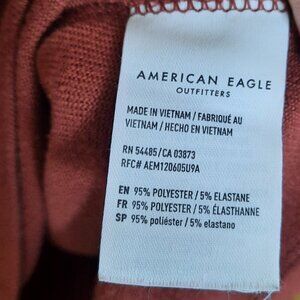 AMERICAN EAGLE
OUTFITTERS
MADE IN VIETNAM / FABRIQUÉ AU
VIETNAM / HECHO EN VIETNAM
RN 54485/CA 03873
RFC# AEM120605U9A
EN 95% POLYESTER / 5% ELASTANE
FR 95% POLYESTER / 5% ÉLASTHANNE
SP 95% poliéster / 5% elastano